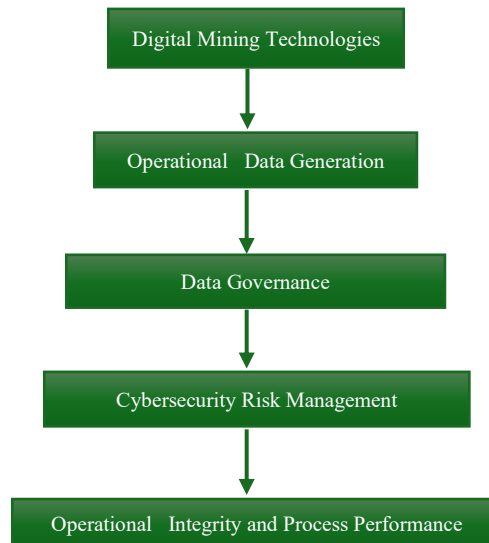 Digital Mining Technologies
Operational Data Generation
Data Governance
Cybersecurity Risk Management
Operational Integrity and Process Performance